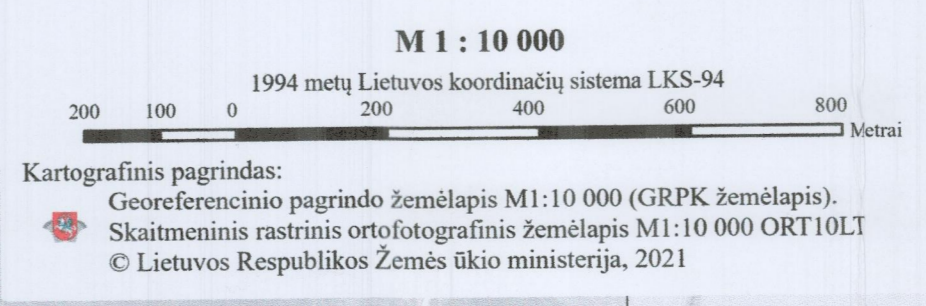 M 1 : 10 000
1994 metų Lietuvos koordinačių sistema LKS-94
200 100 0 200 400 600 800
Metrai
Kartografinis pagrindas:
Georeferencinio pagrindo žemėlapis M1:10 000 (GRPK žemėlapis).
Skaitmeninis rastrinis ortofotografinis žemėlapis M1:10 000 ORT10LT
© Lietuvos Respublikos Žemės ūkio ministerija, 2021